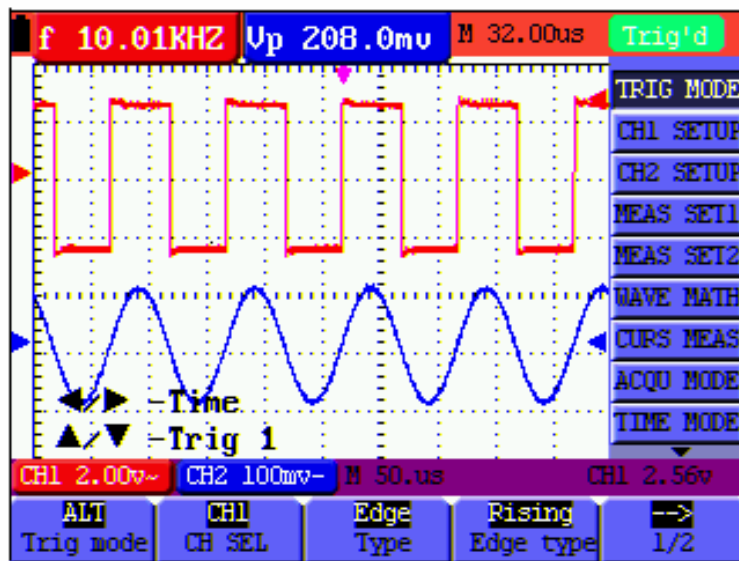 f 10.01KHZ Vp 208.0mv M 32.00us Trig'd
TRIG MODE
CH1 SETUP
CH2 SETUP
MEAS SET1
MEAS SET2
WAVE MATH
CURS MEAS
ACQU MODE
TIME MODE
◀/▶ -Time
▲/▼ -Trig 1
CH1 2.00v~ CH2 100mv- M 50.us CH1 2.56v
ALT CH1 Edge Rising -->
Trig mode CH SEL Type Edge type 1/2